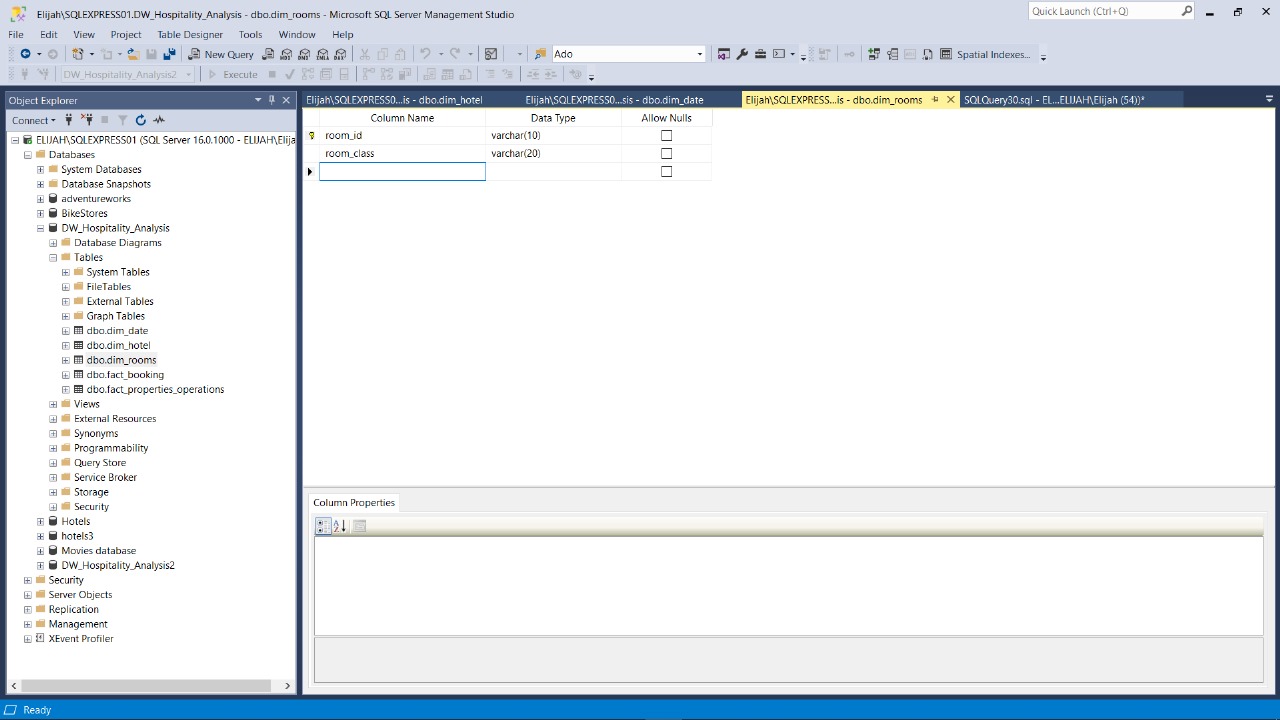 Elijah\SQLEXPRESS01.DW_Hospitality_Analysis - dbo.dim_rooms - Microsoft SQL Server Management Studio
Quick Launch (Ctrl+Q)
File Edit View Project Table Designer Tools Window Help
New Query
MDX DMX XMLA DAX
Ado
Spatial Indexes...
DW_Hospitality_Analysis2
Execute
Object Explorer
Elijah\SQLEXPRESS0...is - dbo.dim_hotel
Elijah\SQLEXPRESS0...sis - dbo.dim_date
Elijah\SQLEXPRESS...is - dbo.dim_rooms
SQLQuery30.sql - EL...ELIJAH\Elijah (54))*
Connect
Column Name Data Type Allow Nulls
room_id varchar(10)
room_class varchar(20)
ELIJAH\SQLEXPRESS01 (SQL Server 16.0.1000 - ELIJAH\Elija
Databases
System Databases
Database Snapshots
adventureworks
BikeStores
DW_Hospitality_Analysis
Database Diagrams
Tables
System Tables
FileTables
External Tables
Graph Tables
dbo.dim_date
dbo.dim_hotel
dbo.dim_rooms
dbo.fact_booking
dbo.fact_properties_operations
Views
External Resources
Synonyms
Programmability
Query Store
Service Broker
Storage
Security
Hotels
hotels3
Movies database
DW_Hospitality_Analysis2
Security
Server Objects
Replication
Management
XEvent Profiler
Column Properties
Ready